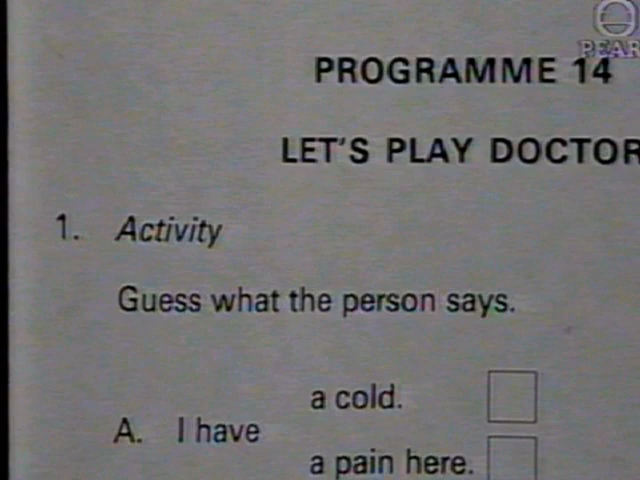 PROGRAMME 14
LET'S PLAY DOCTOR
1. Activity
Guess what the person says.
a cold.
A. I have
a pain here.